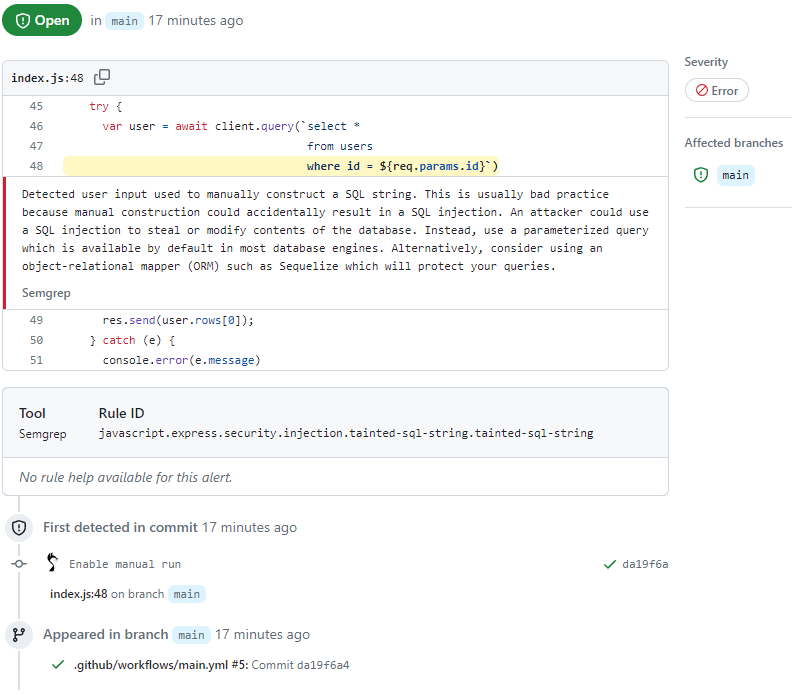 Open in main 17 minutes ago
Severity
Error
Affected branches
main
index.js:48
45 try {
46 var user = await client.query(`select *
47 from users
48 where id = ${req.params.id}`)
Detected user input used to manually construct a SQL string. This is usually bad practice
because manual construction could accidentally result in a SQL injection. An attacker could use
a SQL injection to steal or modify contents of the database. Instead, use a parameterized query
which is available by default in most database engines. Alternatively, consider using an
object-relational mapper (ORM) such as Sequelize which will protect your queries.
Semgrep
49 res.send(user.rows[0]);
50 } catch (e) {
51 console.error(e.message)
Tool Rule ID
Semgrep javascript.express.security.injection.tainted-sql-string.tainted-sql-string
No rule help available for this alert.
First detected in commit 17 minutes ago
Enable manual run da19f6a
index.js:48 on branch main
Appeared in branch main 17 minutes ago
.github/workflows/main.yml #5: Commit da19f6a4